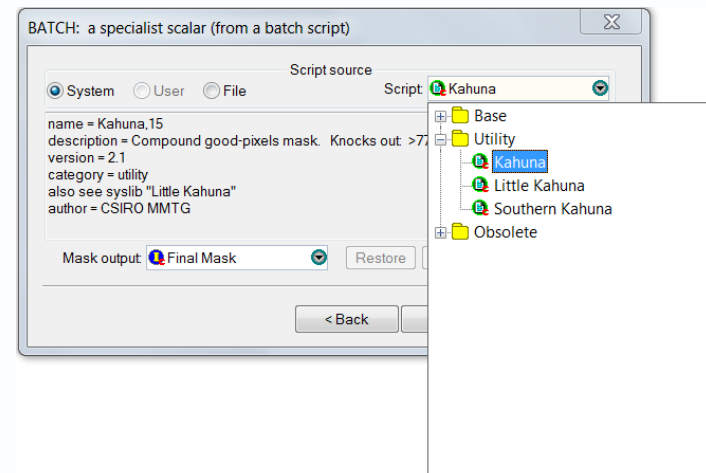 BATCH: a specialist scalar (from a batch script)
Script source
System User File Script: Kahuna
name = Kahuna,15
description = Compound good-pixels mask. Knocks out: >77
version = 2.1
category = utility
also see syslib "Little Kahuna"
author = CSIRO MMTG
Base
Utility
Kahuna
Little Kahuna
Southern Kahuna
Obsolete
Mask output: Final Mask Restore
< Back